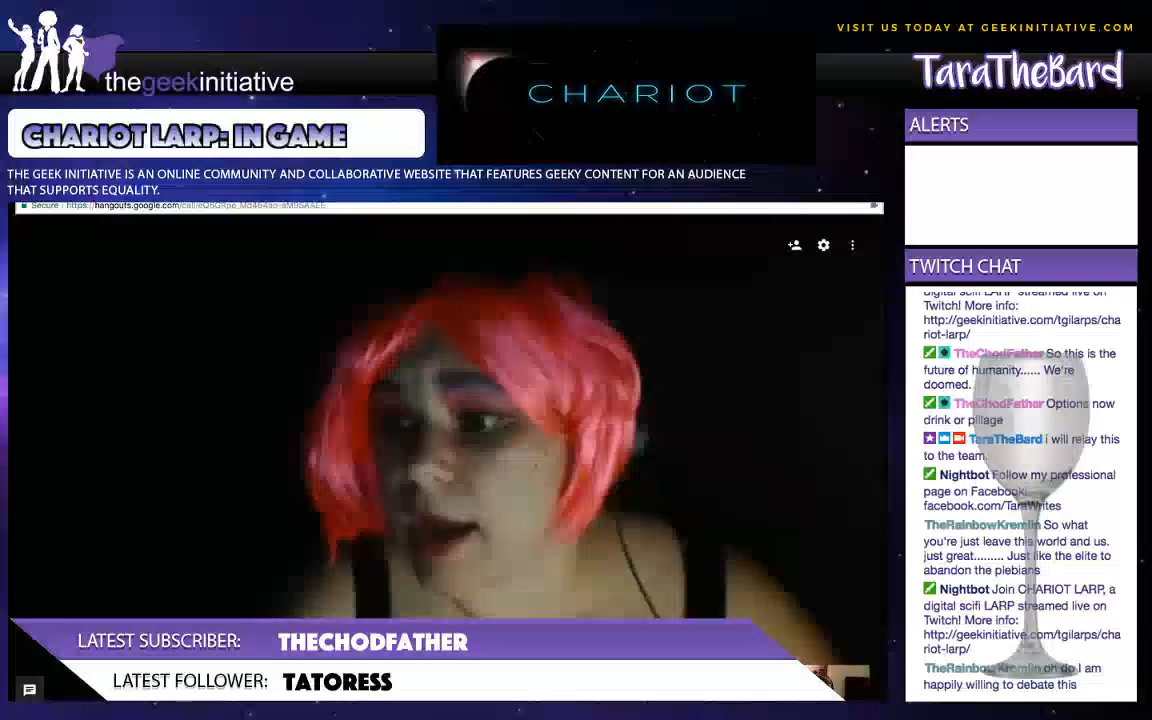 VISIT US TODAY AT GEEKINITIATIVE.COM
thegeekinitiative
CHARIOT
TaraTheBard
CHARIOT LARP: IN GAME
THE GEEK INITIATIVE IS AN ONLINE COMMUNITY AND COLLABORATIVE WEBSITE THAT FEATURES GEEKY CONTENT FOR AN AUDIENCE
THAT SUPPORTS EQUALITY.
Secure https://hangouts.google.com/call/
LATEST SUBSCRIBER: THECHODFATHER
LATEST FOLLOWER: TATORESS
ALERTS
TWITCH CHAT
digital scifi LARP streamed live on
Twitch! More info:
http://geekinitiative.com/tgilarps/cha
riot-larp/
TheChodFather So this is the
future of humanity...... We're
doomed.
TheChodFather Options now
drink or pillage
TaraTheBard i will relay this
to the team.
Nightbot Follow my professional
page on Facebook:
facebook.com/TaraWrites
TheRainbowKremlin So what
you're just leave this world and us.
just great......... Just like the elite to
abandon the plebians
Nightbot Join CHARIOT LARP, a
digital scifi LARP streamed live on
Twitch! More info:
http://geekinitiative.com/tgilarps/cha
riot-larp/
TheRainbowKremlin oh do I am
happily willing to debate this